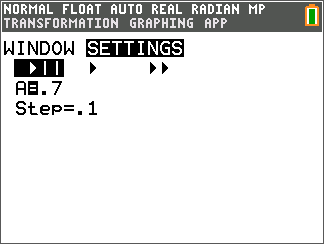 NORMAL FLOAT AUTO REAL RADIAN MP
TRANSFORMATION GRAPHING APP
WINDOW SETTINGS
A=.7
Step=.1